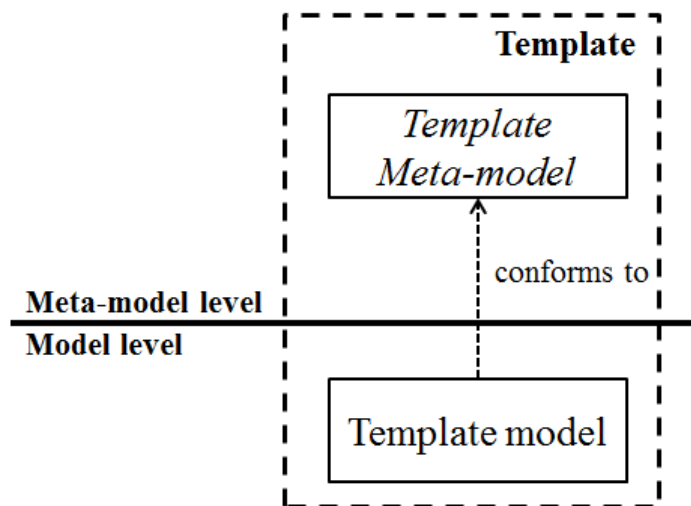 Template
Template
Meta-model
conforms to
Meta-model level
Model level
Template model